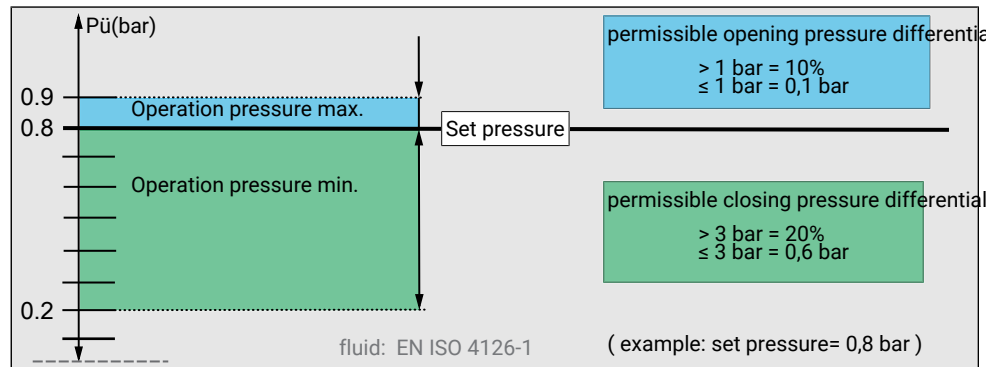 Pü(bar)
permissible opening pressure differentia
> 1 bar = 10%
≤ 1 bar = 0,1 bar
0.9
Operation pressure max.
0.8
Set pressure
Operation pressure min.
permissible closing pressure differential
> 3 bar = 20%
≤ 3 bar = 0,6 bar
0.2
fluid: EN ISO 4126-1
( example: set pressure= 0,8 bar )